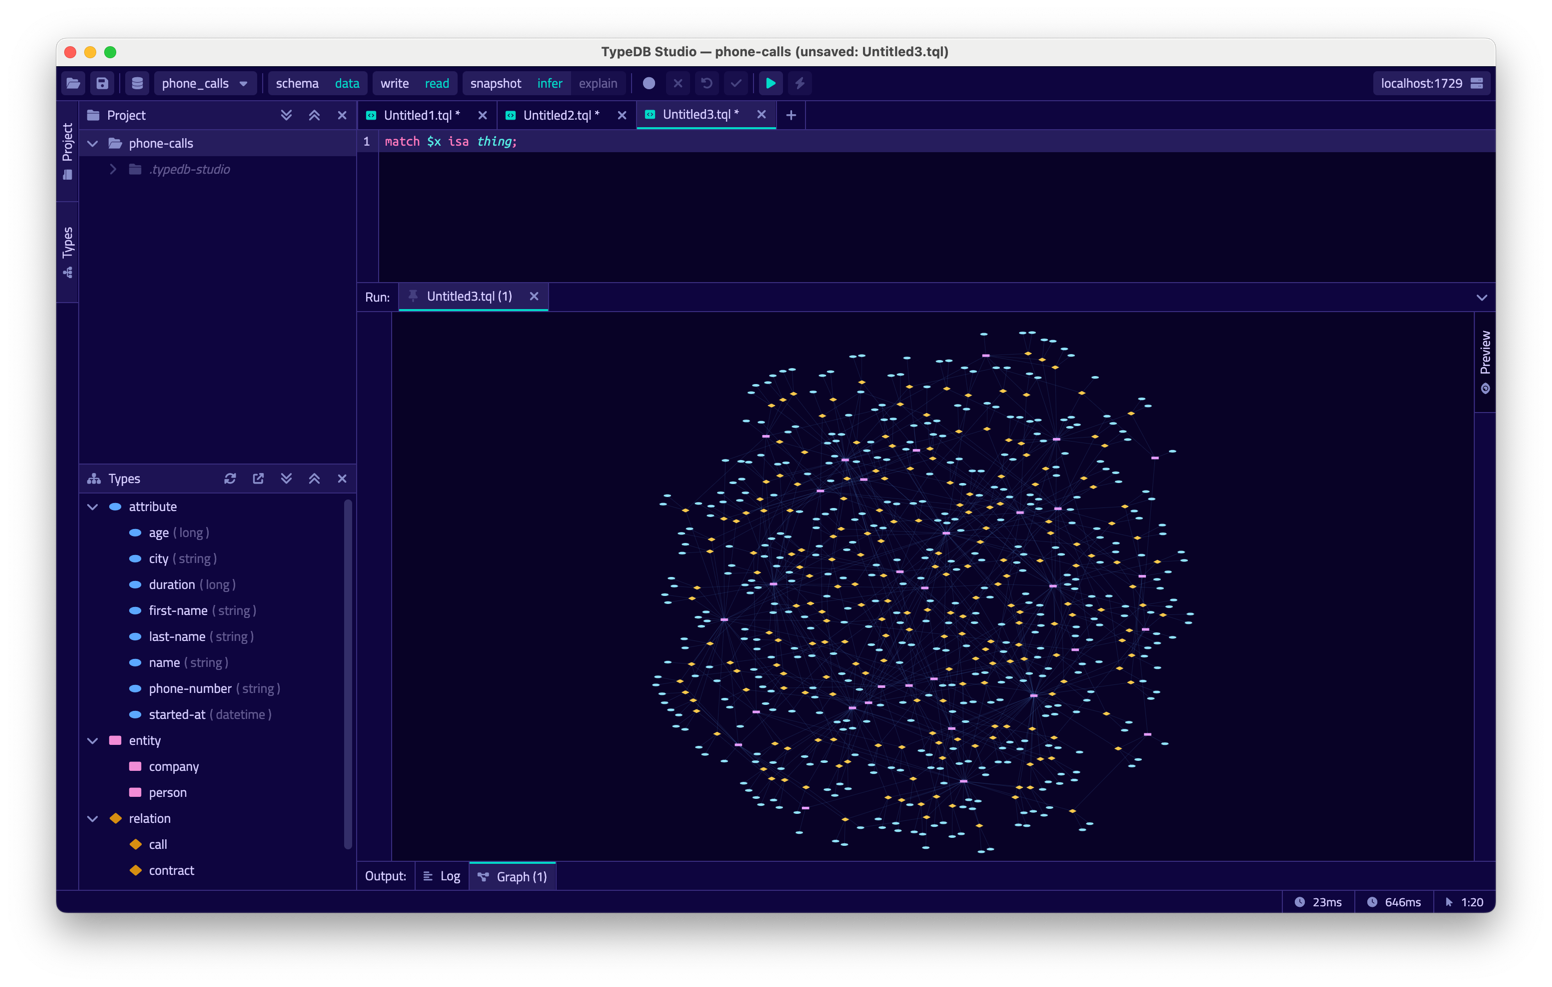 TypeDB Studio — phone-calls (unsaved: Untitled3.tql)
phone_calls schema data write read snapshot infer explain localhost:1729
Project
Types
Project
phone-calls
.typedb-studio
Untitled1.tql * Untitled2.tql * Untitled3.tql * +
1 match $x isa thing;
Run: Untitled3.tql (1)
Preview
Types
attribute
age (long)
city (string)
duration (long)
first-name (string)
last-name (string)
name (string)
phone-number (string)
started-at (datetime)
entity
company
person
relation
call
contract
Output: Log Graph (1)
23ms 646ms 1:20